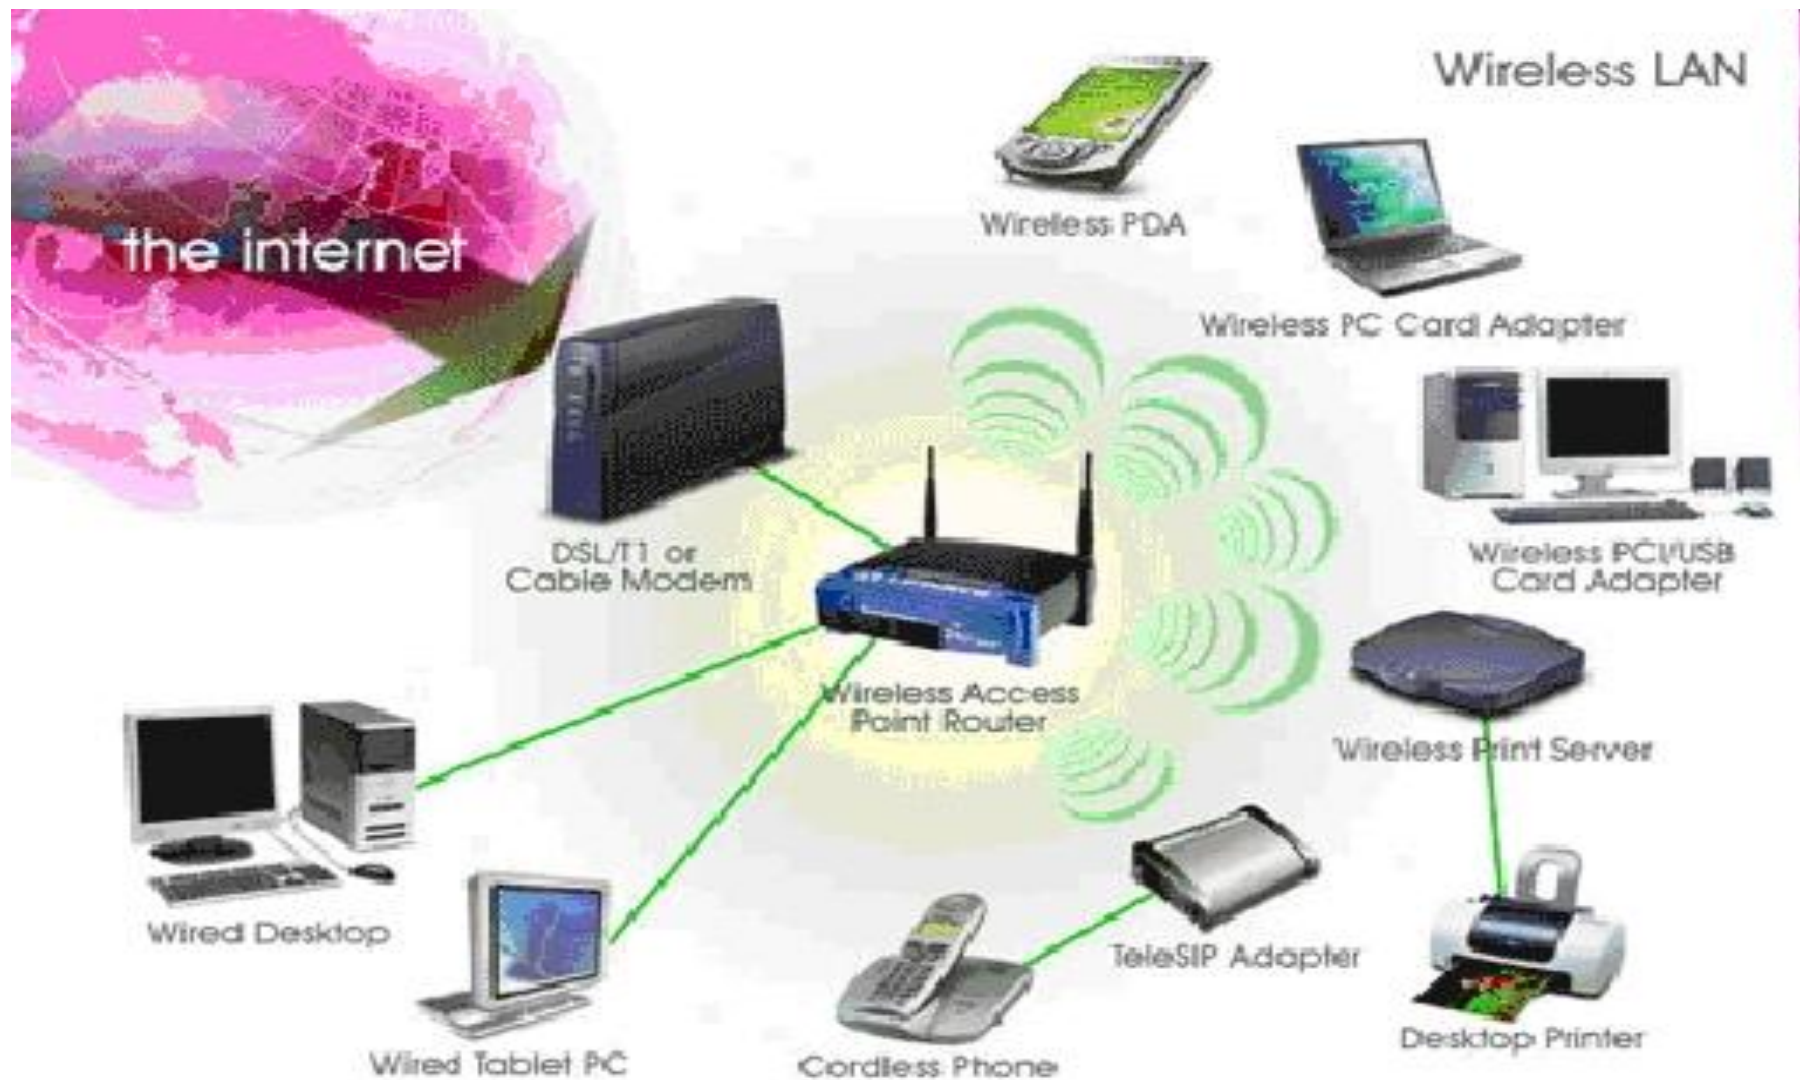 Wireless LAN
the internet
Wireless PDA
Wireless PC Card Adapter
DSL/T1 or
Cable Modem
Wireless PCI/USB
Card Adapter
Wireless Access
Point Router
Wireless Print Server
Wired Desktop
TeleSIP Adapter
Desktop Printer
Wired Tablet PC
Cordless Phone